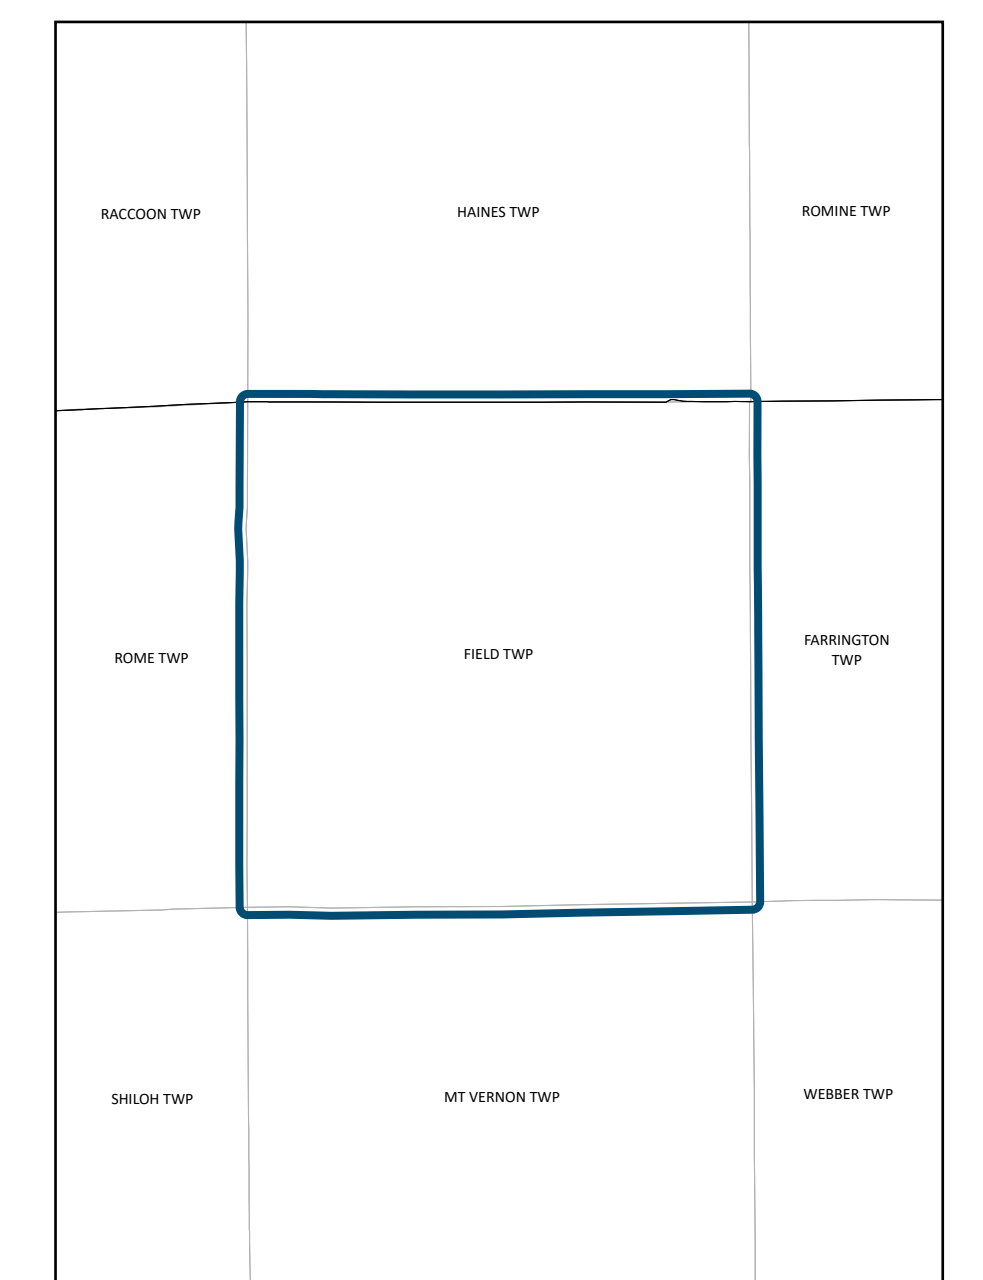 RACCOON TWP
HAINES TWP
ROMINE TWP
ROME TWP
FIELD TWP
FARRINGTON
TWP
SHILOH TWP
MT VERNON TWP
WEBBER TWP